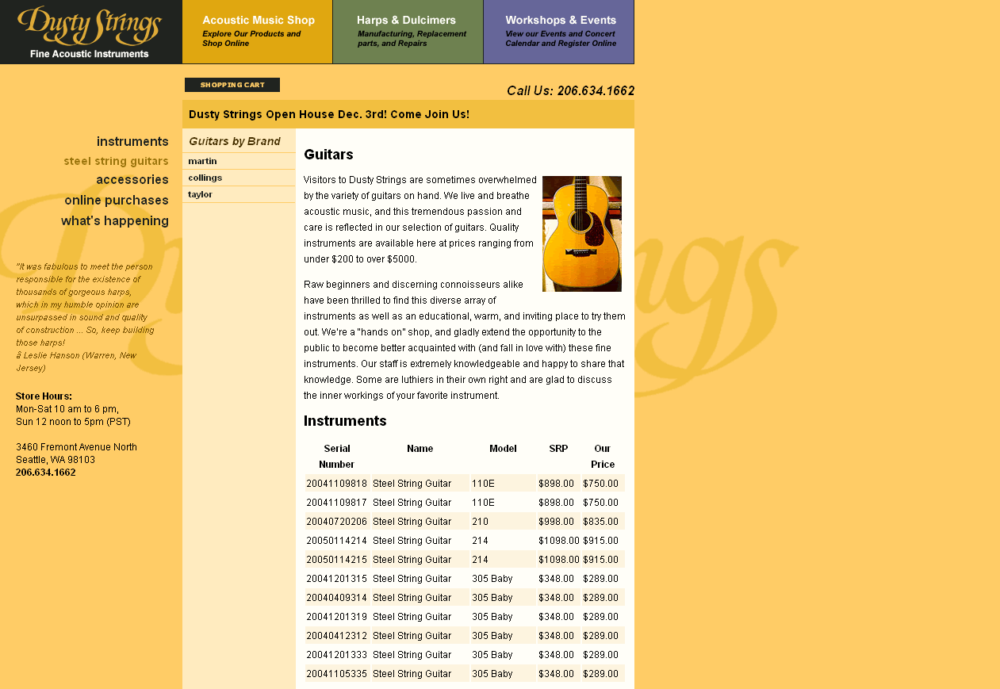 Dusty Strings
Fine Acoustic Instruments
Acoustic Music Shop
Explore Our Products and
Shop Online
Harps & Dulcimers
Manufacturing, Replacement
parts, and Repairs
Workshops & Events
View our Events and Concert
Calendar and Register Online
SHOPPING CART
Call Us: 206.634.1662
Dusty Strings Open House Dec. 3rd! Come Join Us!
instruments
steel string guitars
accessories
online purchases
what's happening
"It was fabulous to meet the person
responsible for the existence of
thousands of gorgeous harps,
which in my humble opinion are
unsurpassed in sound and quality
of construction ... So, keep building
those harps!
â Leslie Hanson (Warren, New
Jersey)
Store Hours:
Mon-Sat 10 am to 6 pm,
Sun 12 noon to 5pm (PST)
3460 Fremont Avenue North
Seattle, WA 98103
206.634.1662
Guitars by Brand
martin
collings
taylor
Guitars
Visitors to Dusty Strings are sometimes overwhelmed
by the variety of guitars on hand. We live and breathe
acoustic music, and this tremendous passion and
care is reflected in our selection of guitars. Quality
instruments are available here at prices ranging from
under $200 to over $5000.
Raw beginners and discerning connoisseurs alike
have been thrilled to find this diverse array of
instruments as well as an educational, warm, and inviting place to try them
out. We're a "hands on" shop, and gladly extend the opportunity to the
public to become better acquainted with (and fall in love with) these fine
instruments. Our staff is extremely knowledgeable and happy to share that
knowledge. Some are luthiers in their own right and are glad to discuss
the inner workings of your favorite instrument.
Instruments
Serial Number Name Model SRP Our Price
20041109818 Steel String Guitar 110E $898.00 $750.00
20041109817 Steel String Guitar 110E $898.00 $750.00
20040720206 Steel String Guitar 210 $998.00 $835.00
20050114214 Steel String Guitar 214 $1098.00 $915.00
20050114215 Steel String Guitar 214 $1098.00 $915.00
20041201315 Steel String Guitar 305 Baby $348.00 $289.00
20040409314 Steel String Guitar 305 Baby $348.00 $289.00
20041201319 Steel String Guitar 305 Baby $348.00 $289.00
20040412312 Steel String Guitar 305 Baby $348.00 $289.00
20041201333 Steel String Guitar 305 Baby $348.00 $289.00
20041105335 Steel String Guitar 305 Baby $348.00 $289.00